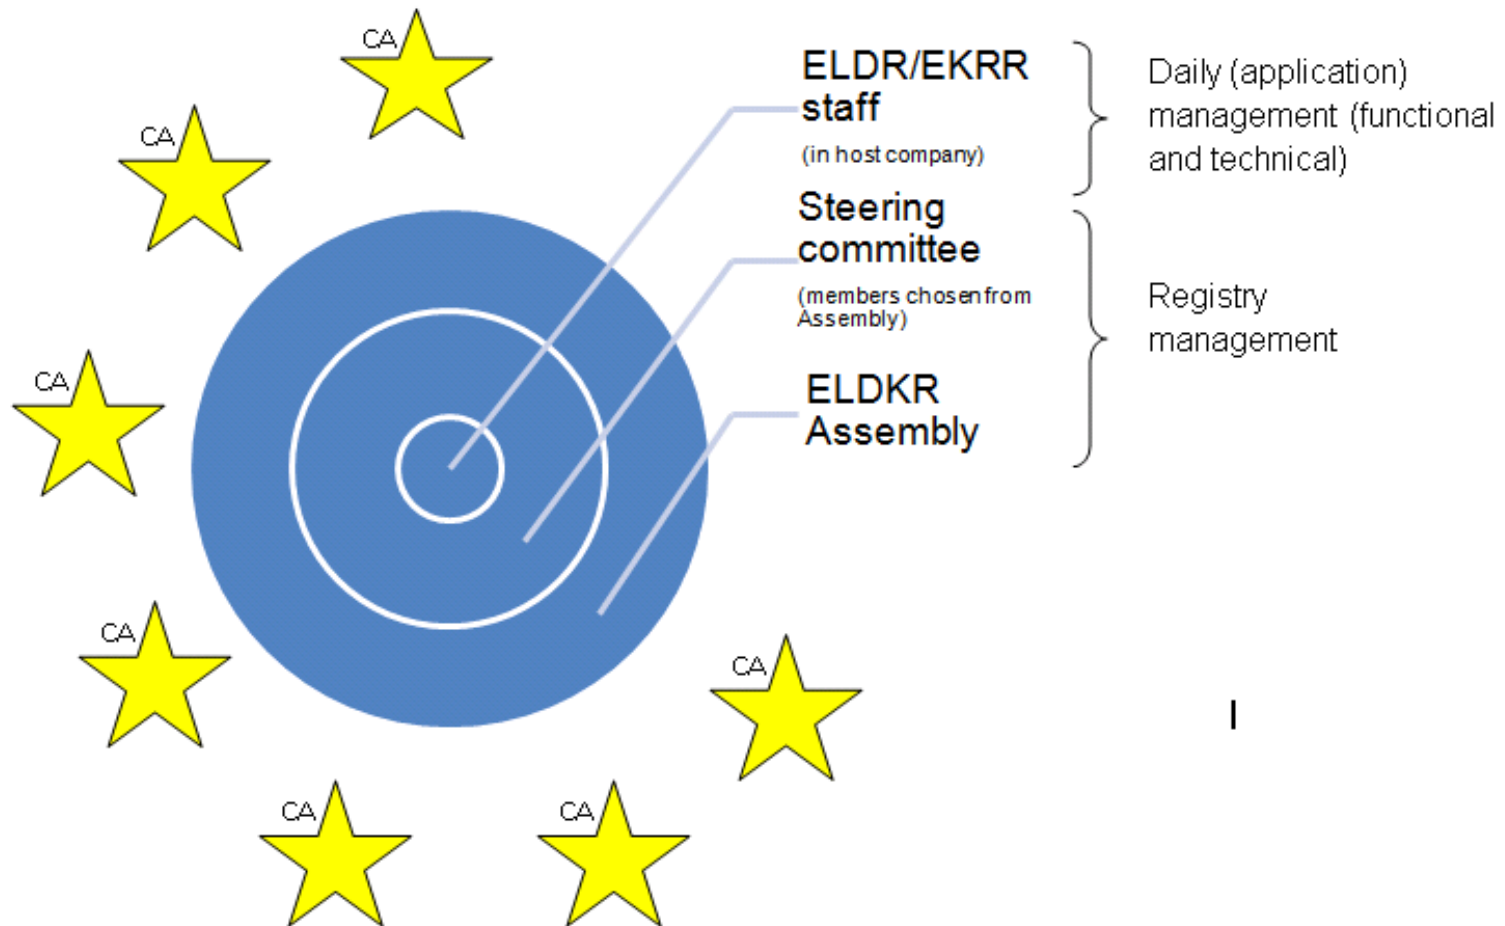 CA
CA
CA
CA
CA
CA
CA
ELDR/EKRR
staff
(in host company)
Steering
committee
(members chosen from
Assembly)
ELDKR
Assembly
Daily (application)
management (functional
and technical)
Registry
management